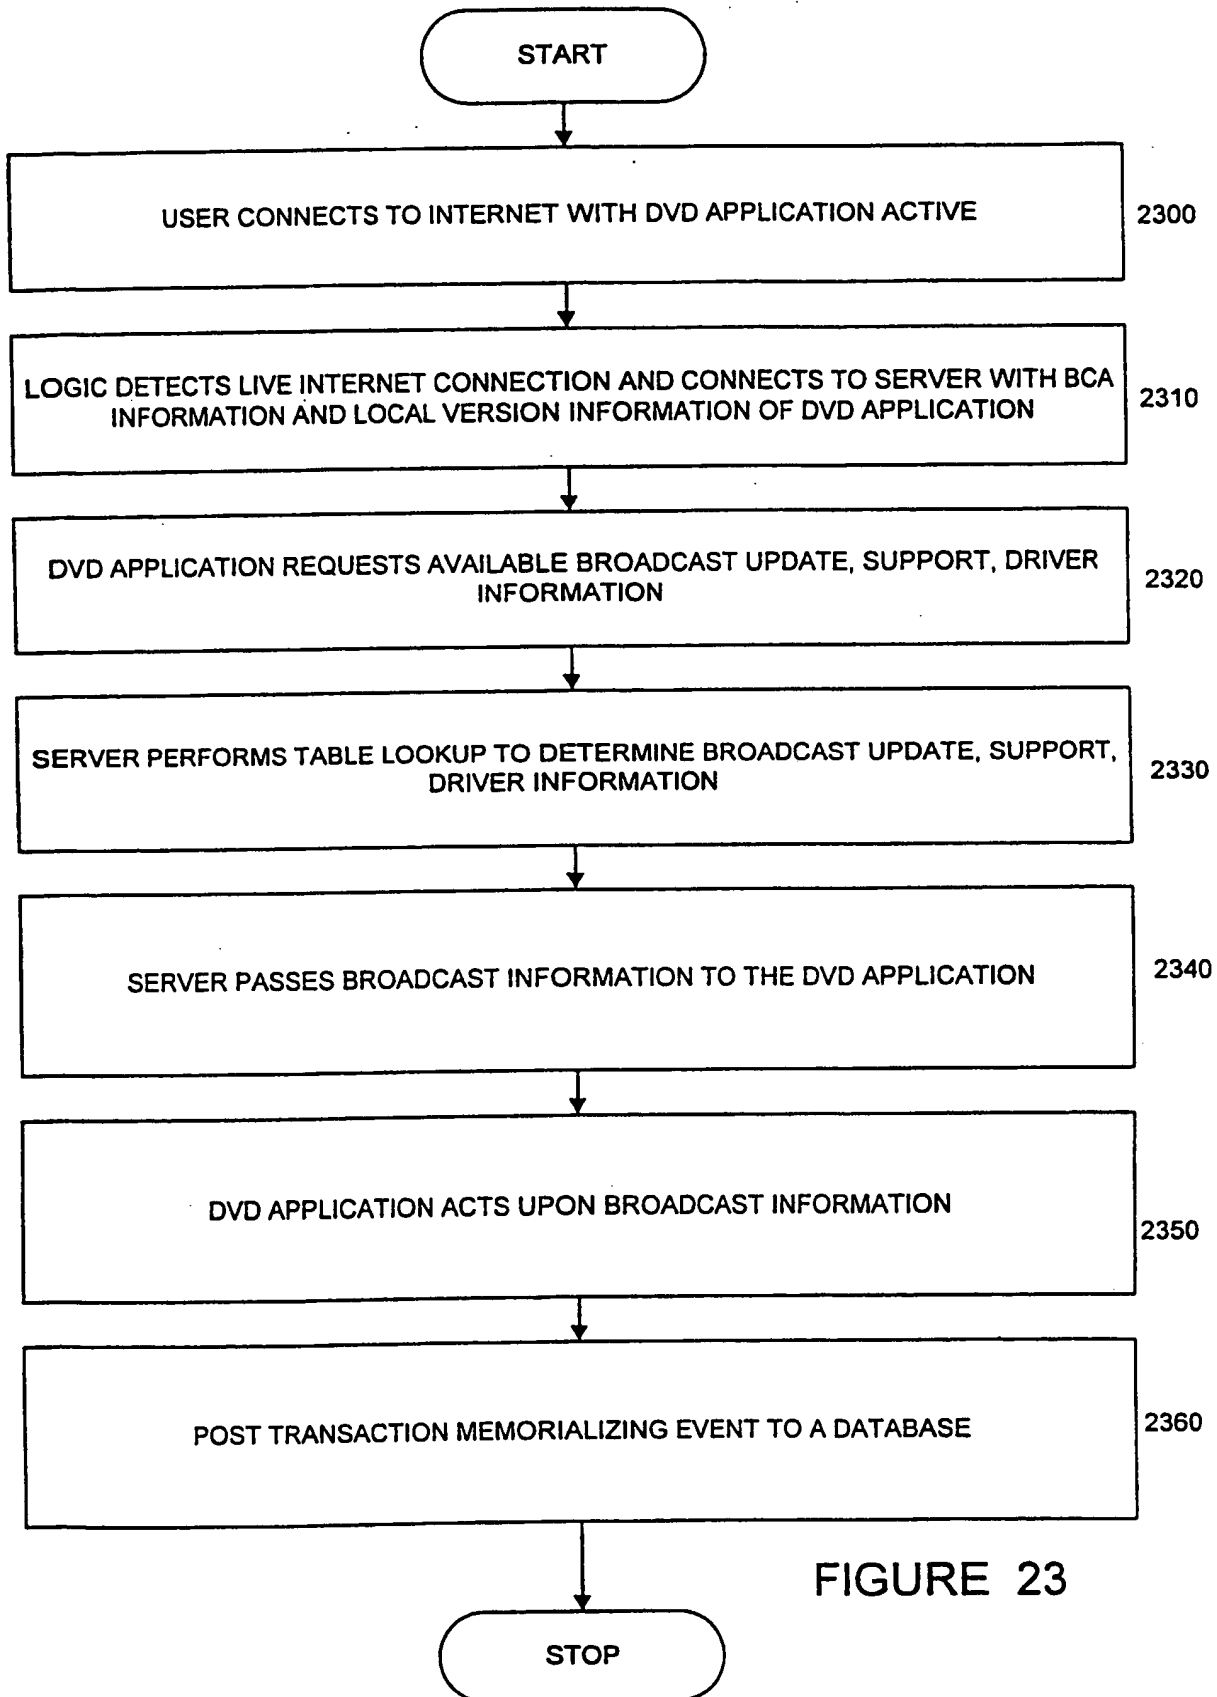 START
USER CONNECTS TO INTERNET WITH DVD APPLICATION ACTIVE
2300
LOGIC DETECTS LIVE INTERNET CONNECTION AND CONNECTS TO SERVER WITH BCA
INFORMATION AND LOCAL VERSION INFORMATION OF DVD APPLICATION
2310
DVD APPLICATION REQUESTS AVAILABLE BROADCAST UPDATE, SUPPORT, DRIVER
INFORMATION
2320
SERVER PERFORMS TABLE LOOKUP TO DETERMINE BROADCAST UPDATE, SUPPORT,
DRIVER INFORMATION
2330
SERVER PASSES BROADCAST INFORMATION TO THE DVD APPLICATION
2340
DVD APPLICATION ACTS UPON BROADCAST INFORMATION
2350
POST TRANSACTION MEMORIALIZING EVENT TO A DATABASE
2360
FIGURE 23
STOP